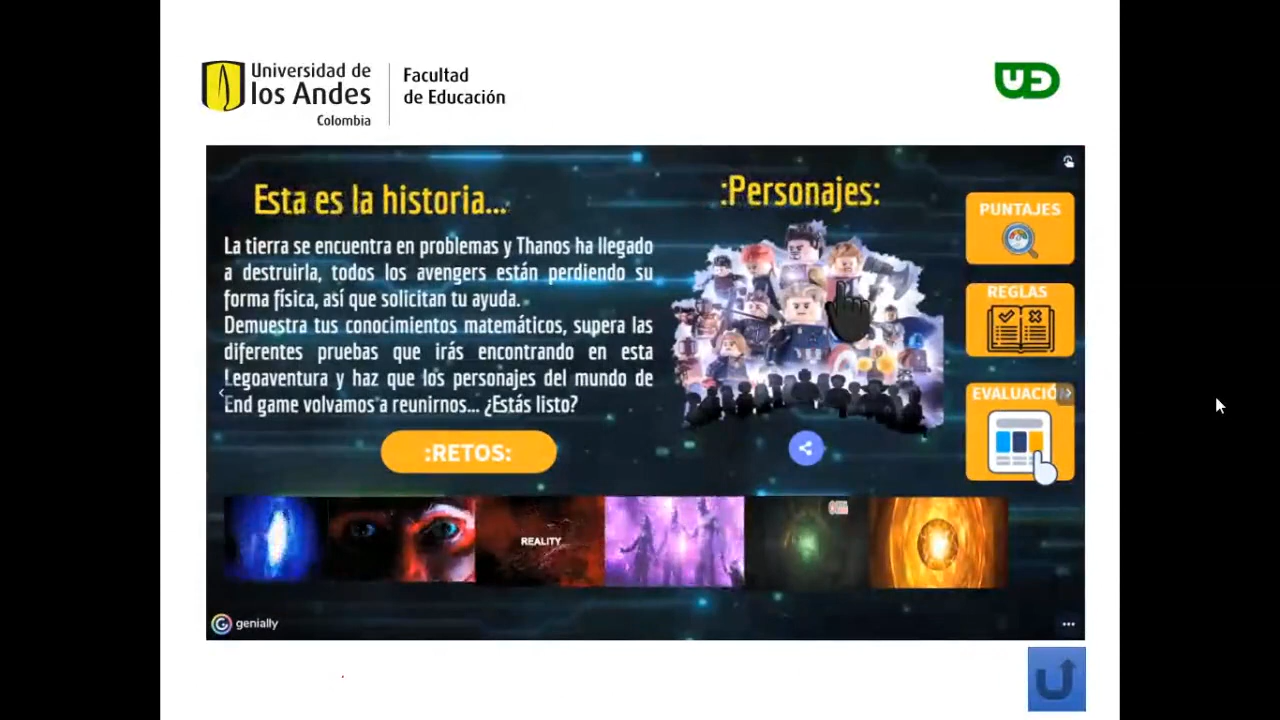 Universidad de
los Andes
Colombia
Facultad
de Educación
UD
Esta es la historia...
La tierra se encuentra en problemas y Thanos ha llegado
a destruirla, todos los avengers están perdiendo su
forma física, así que solicitan tu ayuda.
Demuestra tus conocimientos matemáticos, supera las
diferentes pruebas que irás encontrando en esta
Legoaventura y haz que los personajes del mundo de
End game volvamos a reunirnos... ¿Estás listo?
:RETOS:
:Personajes:
PUNTAJES
REGLAS
EVALUACIÓ
REALITY
genially